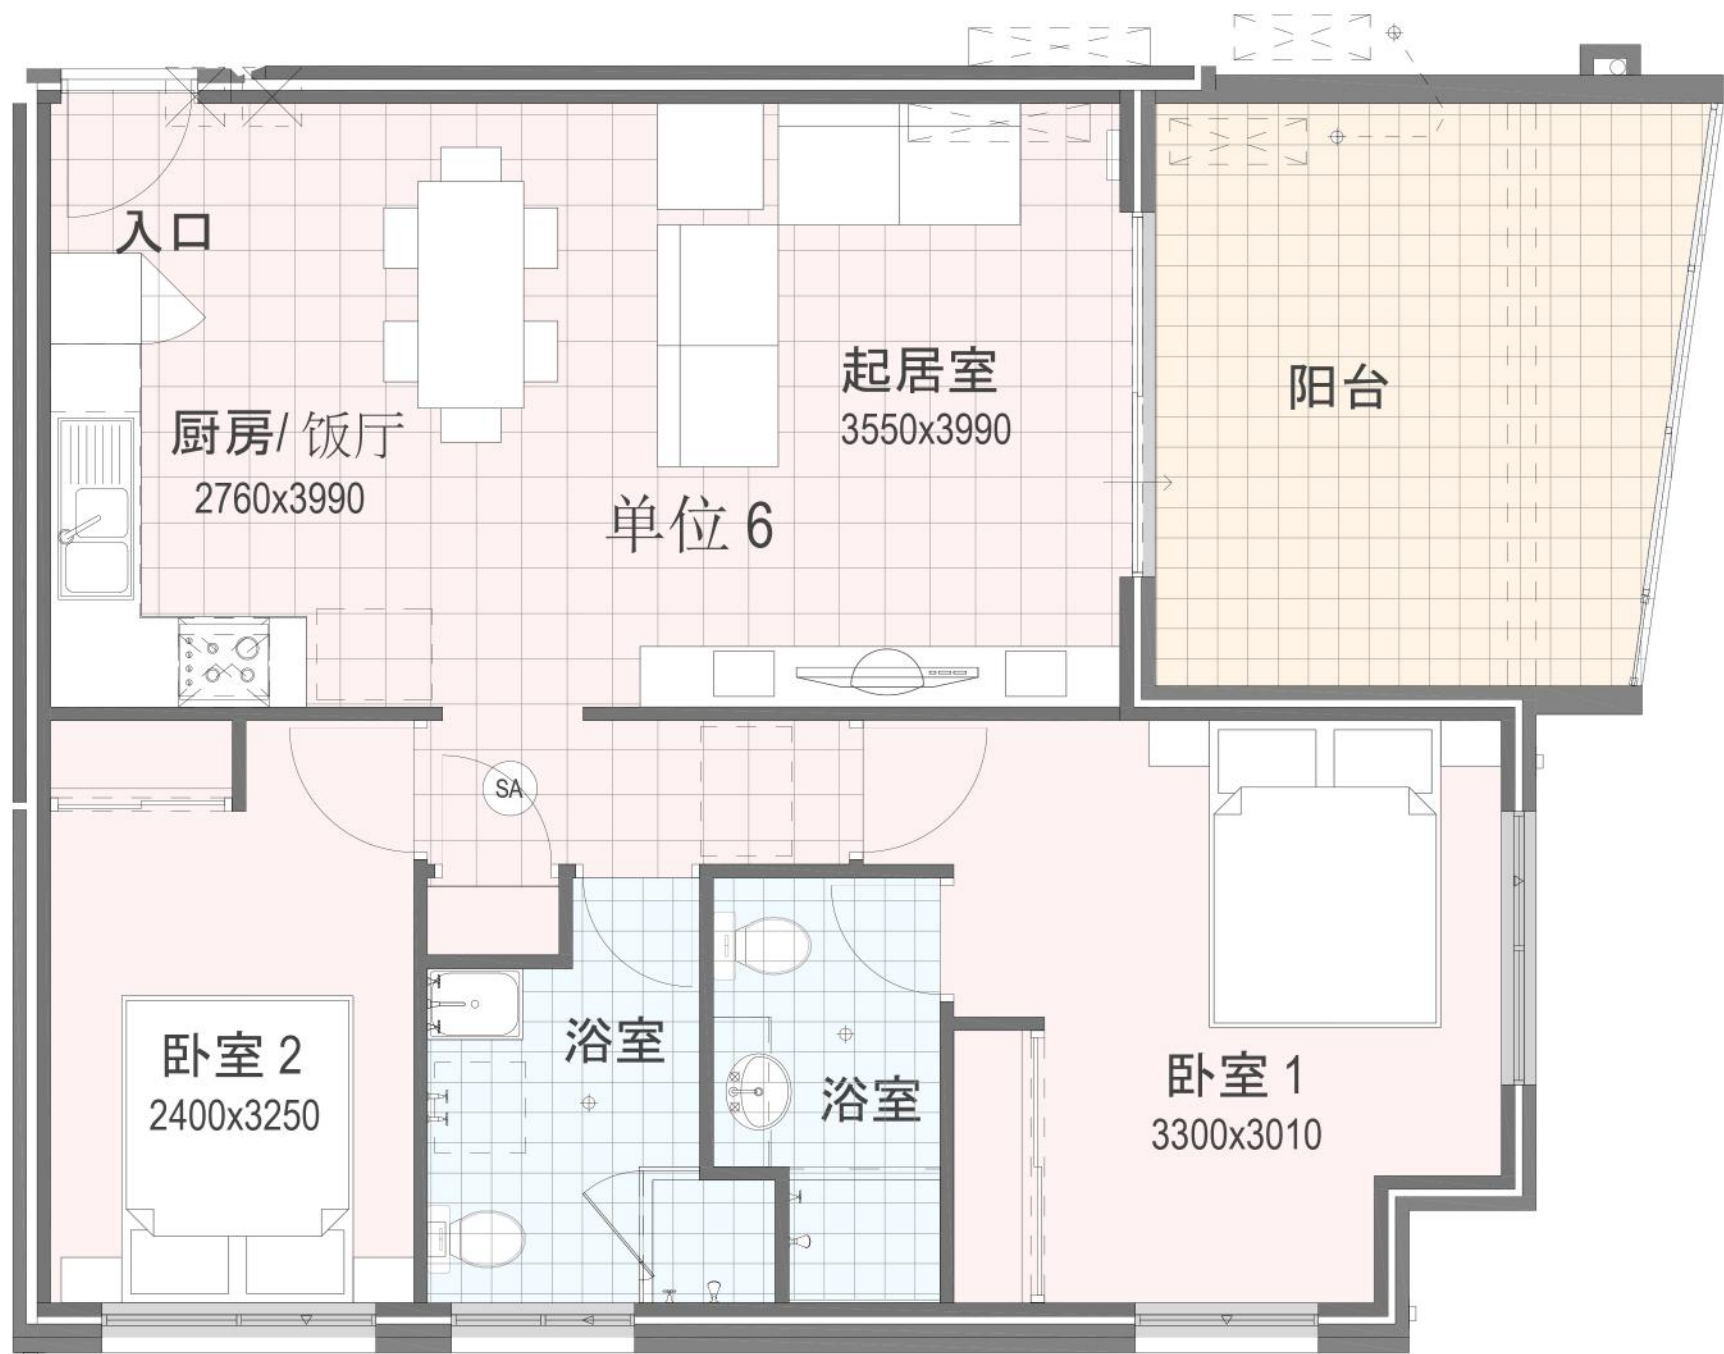 入口
起居室
3550x3990
阳台
厨房/ 饭厅
2760x3990
单位 6
SA
浴室
卧室 2
2400x3250
浴室
卧室 1
3300x3010